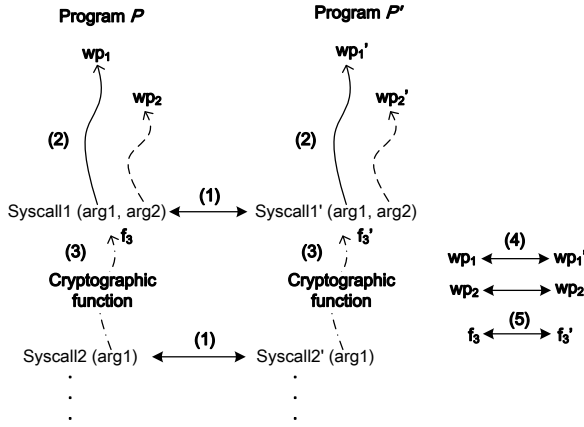 Program P Program P'
wp1 wp1'
wp2 wp2'
(2) (2)
(1)
Syscall1 (arg1, arg2) Syscall1' (arg1, arg2)
(3) f3 (3) f3'
Cryptographic Cryptographic
function function
(1)
Syscall2 (arg1) Syscall2' (arg1)
(4)
wp1 wp1'
wp2 wp2
(5)
f3 f3'